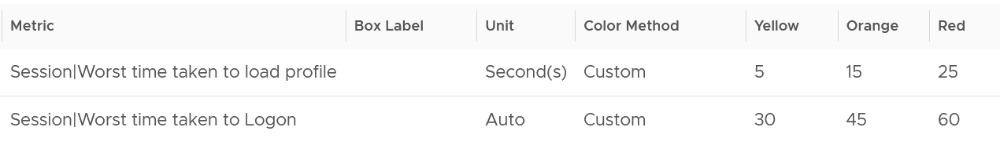 Metric Box Label Unit Color Method Yellow Orange Red
Session|Worst time taken to load profile Second(s) Custom 5 15 25
Session|Worst time taken to Logon Auto Custom 30 45 60